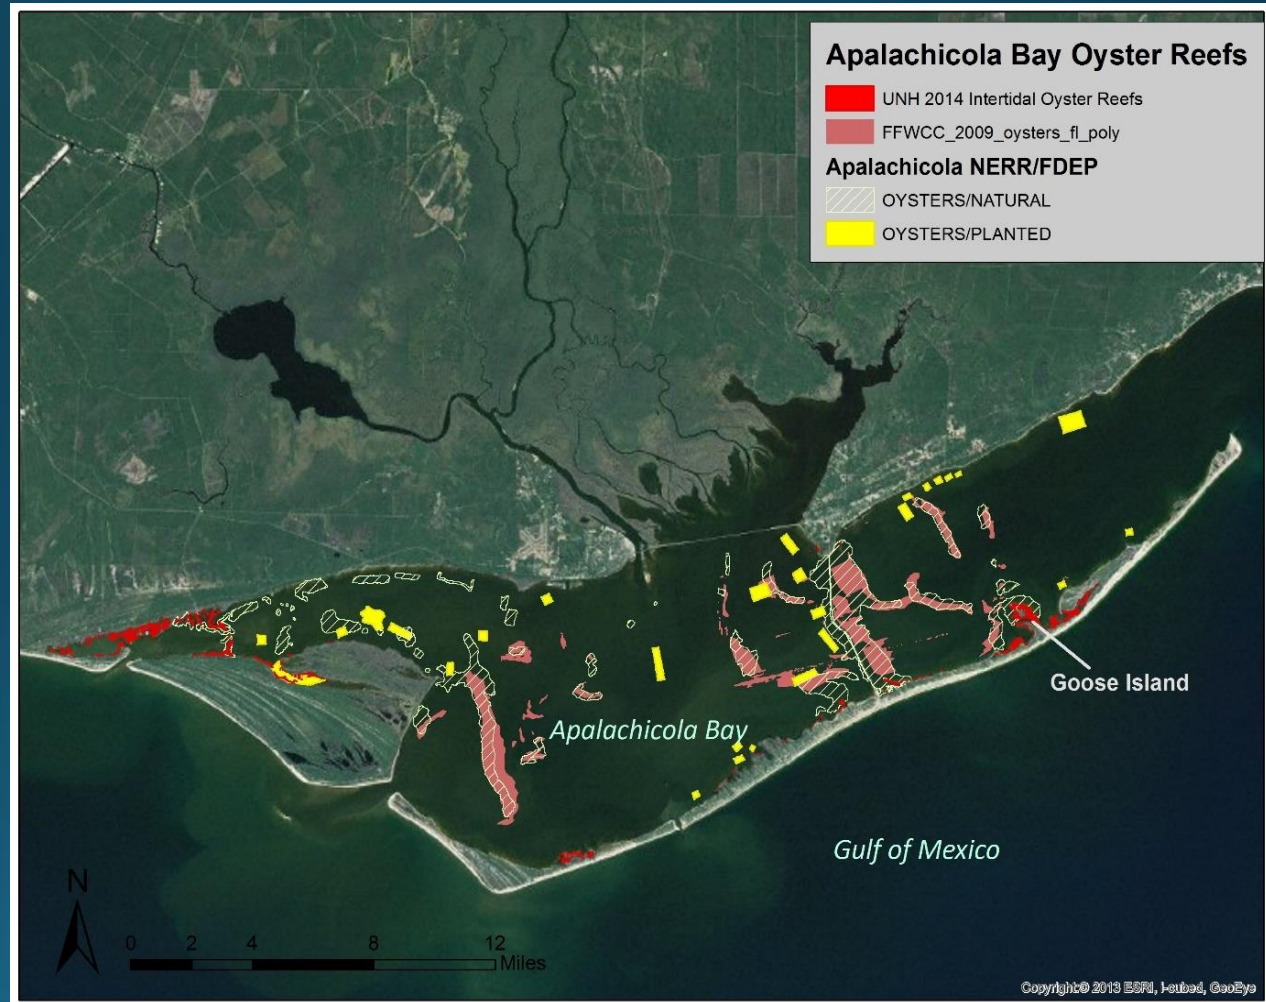 Apalachicola Bay Oyster Reefs
UNH 2014 Intertidal Oyster Reefs
FFWCC_2009_oysters_fl_poly
Apalachicola NERR/FDEP
OYSTERS/NATURAL
OYSTERS/PLANTED
Goose Island
Apalachicola Bay
Gulf of Mexico
N
0 2 4 8 12
Miles
Copyright:© 2013 ESRI, i-cubed, GeoEye